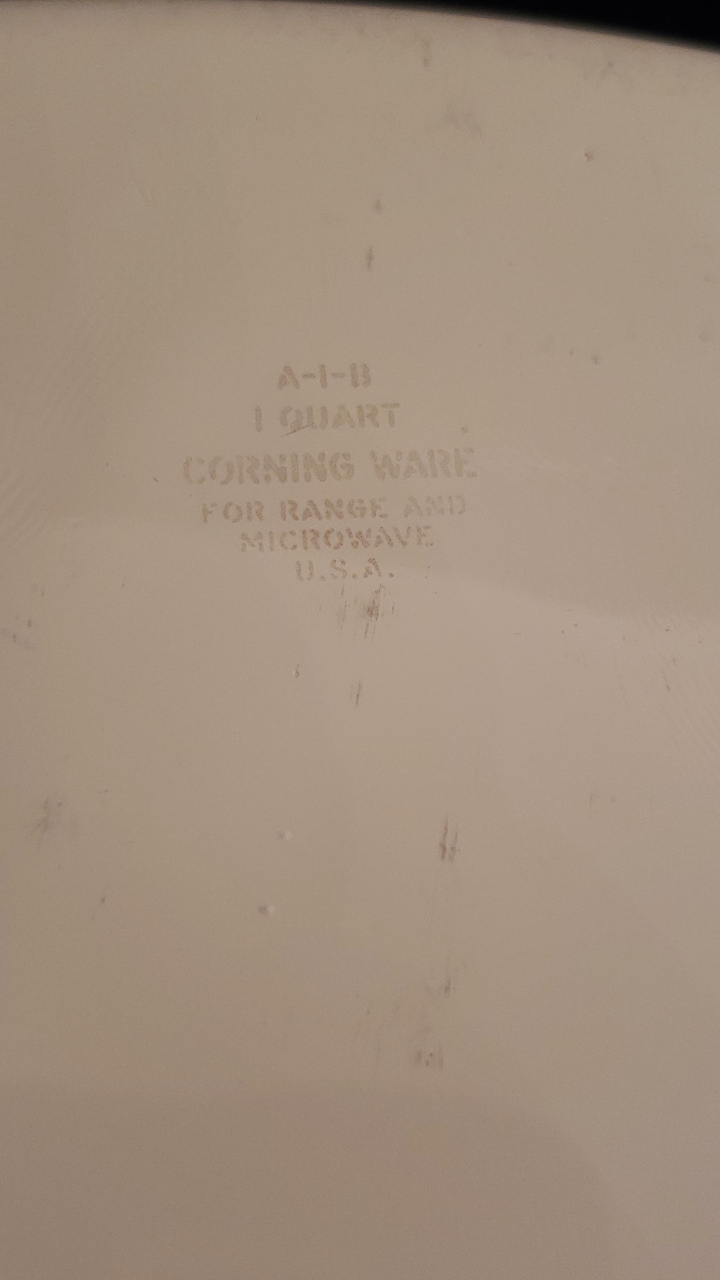 A-1-B
1 QUART
CORNING WARE
FOR RANGE AND
MICROWAVE
U.S.A.